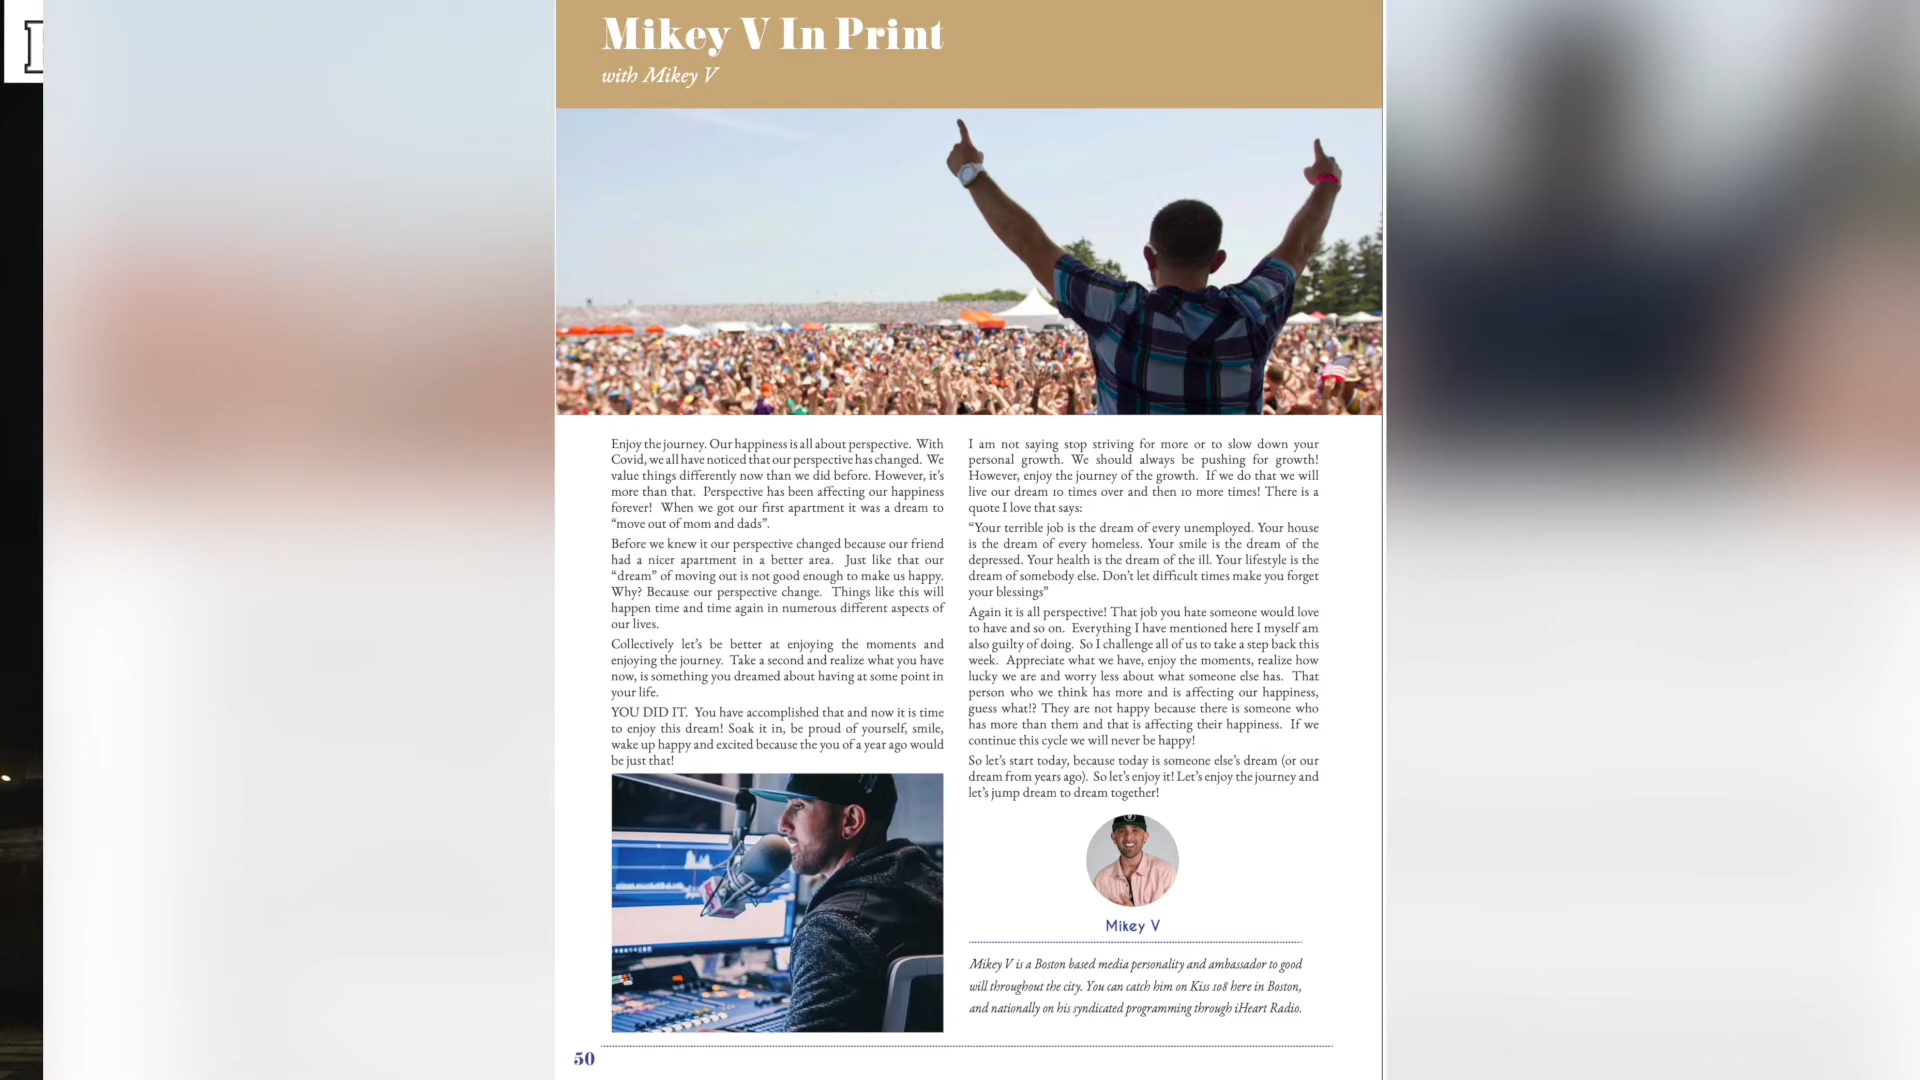 Mikey V In Print
with Mikey V
Enjoy the journey. Our happiness is all about perspective. With
Covid, we all have noticed that our perspective has changed. We
value things differently now than we did before. However, it's
more than that. Perspective has been affecting our happiness
forever! When we got our first apartment it was a dream to
“move out of mom and dads”.
Before we knew it our perspective changed because our friend
had a nicer apartment in a better area. Just like that our
“dream” of moving out is not good enough to make us happy.
Why? Because our perspective change. Things like this will
happen time and time again in numerous different aspects of
our lives.
Collectively let's be better at enjoying the moments and
enjoying the journey. Take a second and realize what you have
now, is something you dreamed about having at some point in
your life.
YOU DID IT. You have accomplished that and now it is time
to enjoy this dream! Soak it in, be proud of yourself, smile,
wake up happy and excited because the you of a year ago would
be just that!
I am not saying stop striving for more or to slow down your
personal growth. We should always be pushing for growth!
However, enjoy the journey of the growth. If we do that we will
live our dream 10 times over and then 10 more times! There is a
quote I love that says:
“Your terrible job is the dream of every unemployed. Your house
is the dream of every homeless. Your smile is the dream of the
depressed. Your health is the dream of the ill. Your lifestyle is the
dream of somebody else. Don't let difficult times make you forget
your blessings”
Again it is all perspective! That job you hate someone would love
to have and so on. Everything I have mentioned here I myself am
also guilty of doing. So I challenge all of us to take a step back this
week. Appreciate what we have, enjoy the moments, realize how
lucky we are and worry less about what someone else has. That
person who we think has more and is affecting our happiness,
guess what!? They are not happy because there is someone who
has more than them and that is affecting their happiness. If we
continue this cycle we will never be happy!
So let's start today, because today is someone else's dream (or our
dream from years ago). So let's enjoy it! Let's enjoy the journey and
let's jump dream to dream together!
Mikey V
Mikey V is a Boston based media personality and ambassador to good
will throughout the city. You can catch him on Kiss 108 here in Boston,
and nationally on his syndicated programming through iHeart Radio.
50